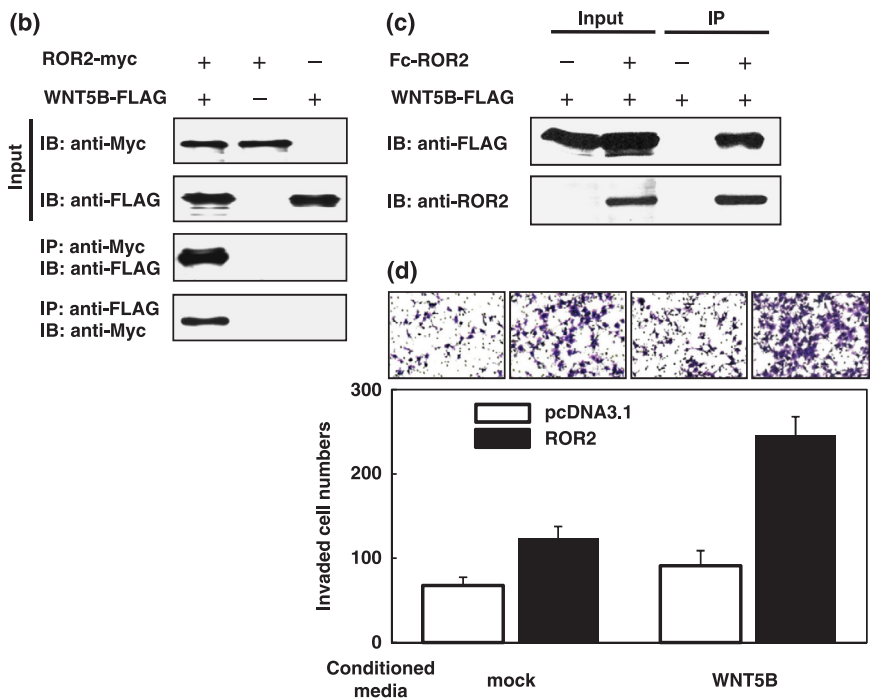 (b)
ROR2-myc + + –
WNT5B-FLAG + – +
Input
IB: anti-Myc
IB: anti-FLAG
IP: anti-Myc
IB: anti-FLAG
IP: anti-FLAG
IB: anti-Myc
(c)
Input IP
Fc-ROR2 – + – +
WNT5B-FLAG + + + +
IB: anti-FLAG
IB: anti-ROR2
(d)
300
200
100
0
Invaded cell numbers
pcDNA3.1
ROR2
Conditioned
media
mock WNT5B